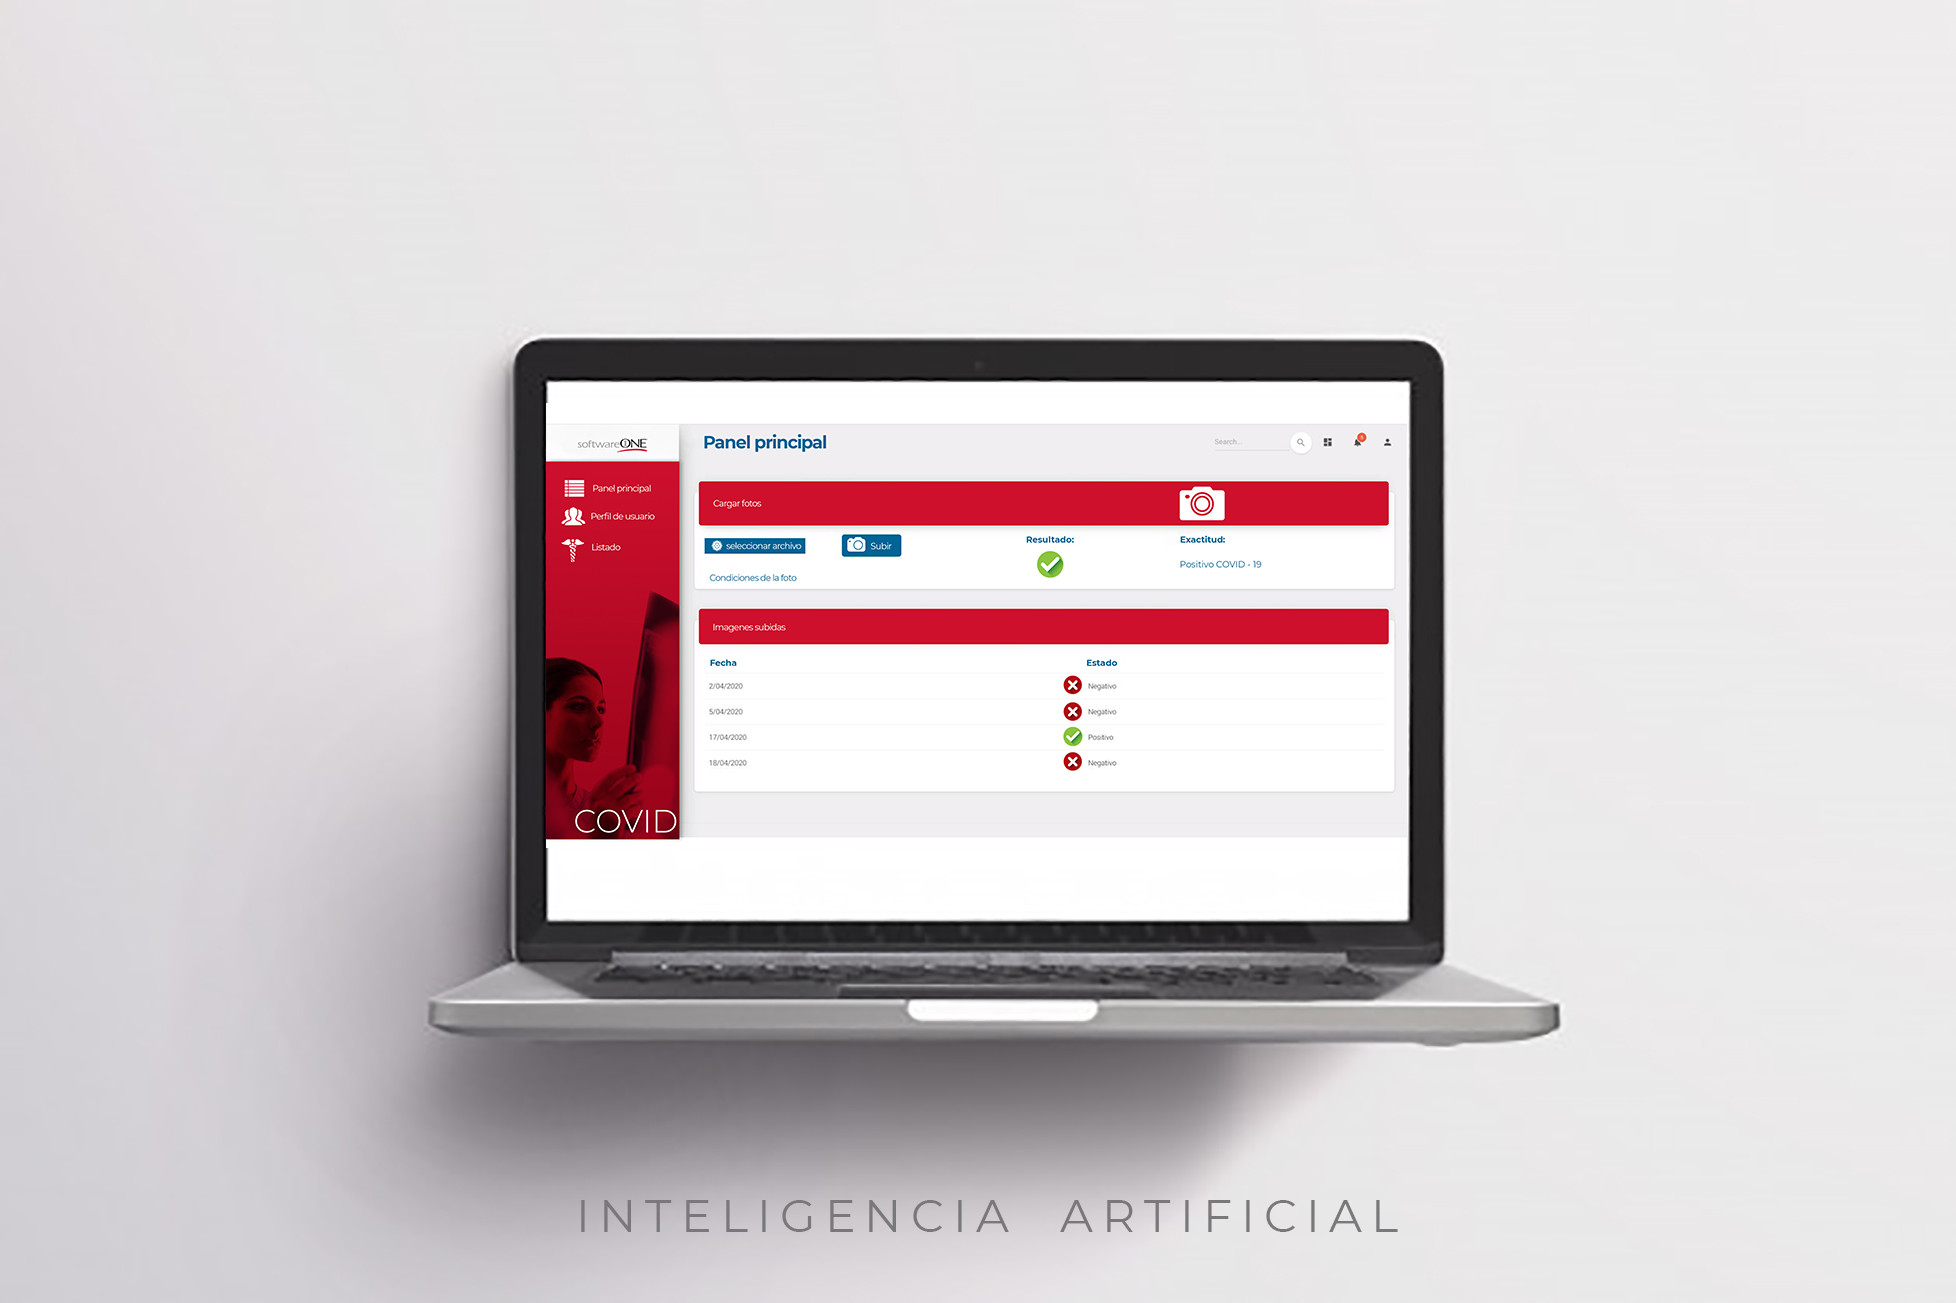 softwareONE
Panel principal
Search...
Panel principal
Perfil de usuario
Listado
COVID
Cargar fotos
seleccionar archivo
Subir
Resultado:
Exactitud:
Positivo COVID - 19
Condiciones de la foto
Imagenes subidas
Fecha
Estado
2/04/2020
Negativo
5/04/2020
Negativo
17/04/2020
Positivo
18/04/2020
Negativo
INTELIGENCIA ARTIFICIAL